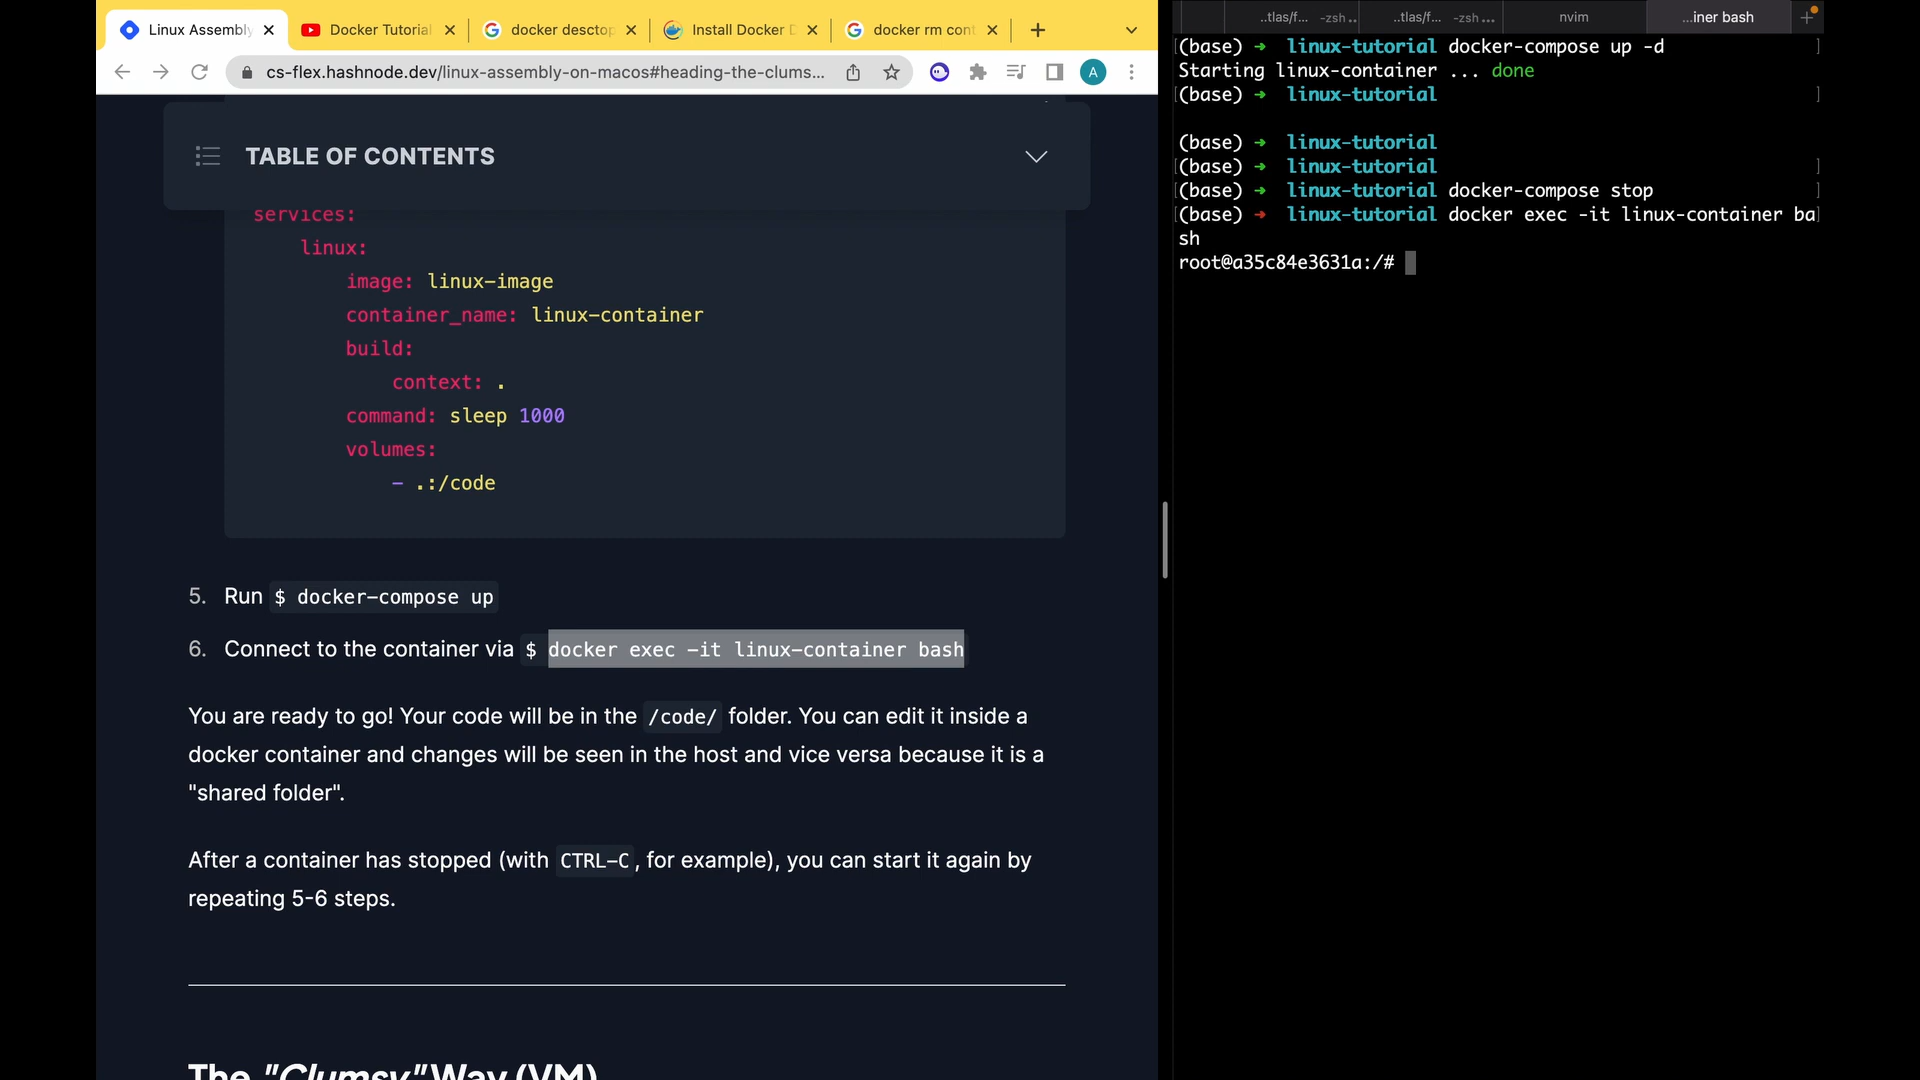 Linux Assembly
Docker Tutorial
docker desctop
Install Docker D
docker rm cont
cs-flex.hashnode.dev/linux-assembly-on-macos#heading-the-clums...
A
TABLE OF CONTENTS
services:
linux:
image: linux-image
container_name: linux-container
build:
context: .
command: sleep 1000
volumes:
- .:/code
5. Run $ docker-compose up
6. Connect to the container via $ docker exec -it linux-container bash
You are ready to go! Your code will be in the /code/ folder. You can edit it inside a
docker container and changes will be seen in the host and vice versa because it is a
"shared folder".
After a container has stopped (with CTRL-C, for example), you can start it again by
repeating 5-6 steps.
The "Clumsy" Way (VM)
..tlas/f... -zsh ..
..tlas/f... -zsh ...
nvim
...iner bash
(base) → linux-tutorial docker-compose up -d
Starting linux-container ... done
(base) → linux-tutorial
(base) → linux-tutorial
(base) → linux-tutorial
(base) → linux-tutorial docker-compose stop
(base) → linux-tutorial docker exec -it linux-container ba
sh
root@a35c84e3631a:/#